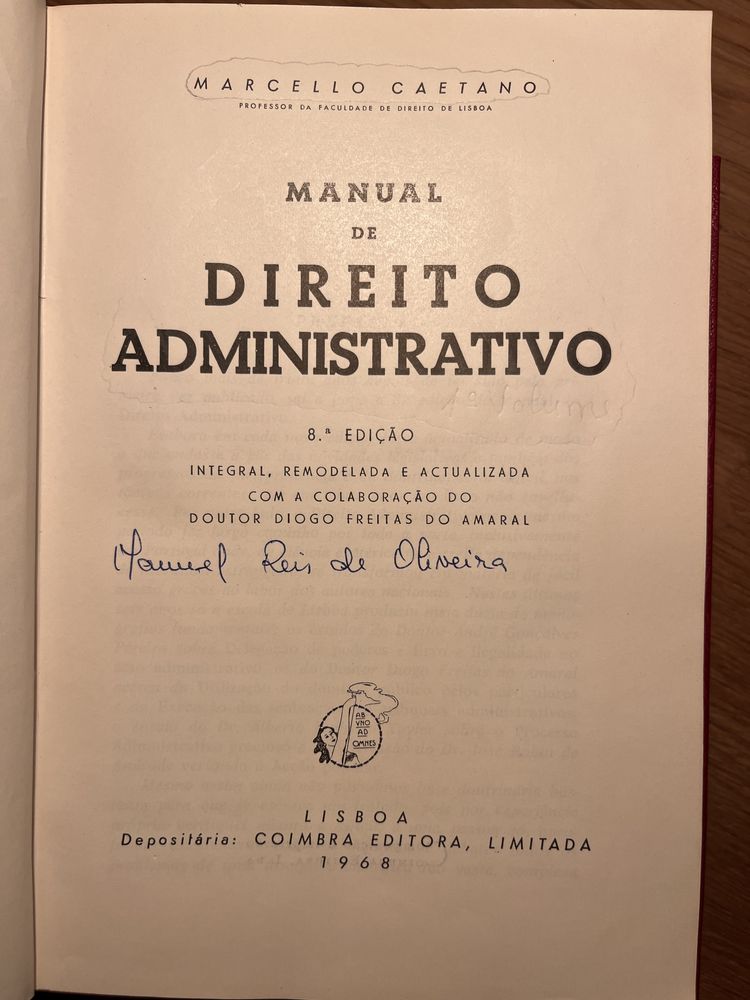 MARCELLO CAETANO
PROFESSOR DA FACULDADE DE DIREITO DE LISBOA
MANUAL
DE
DIREITO
ADMINISTRATIVO
1º Volume
8.ª EDIÇÃO
INTEGRAL, REMODELADA E ACTUALIZADA
COM A COLABORAÇÃO DO
DOUTOR DIOGO FREITAS DO AMARAL
Manuel Reis de Oliveira
AB
VNO
AD
OMNES
LISBOA
Depositária: COIMBRA EDITORA, LIMITADA
1968